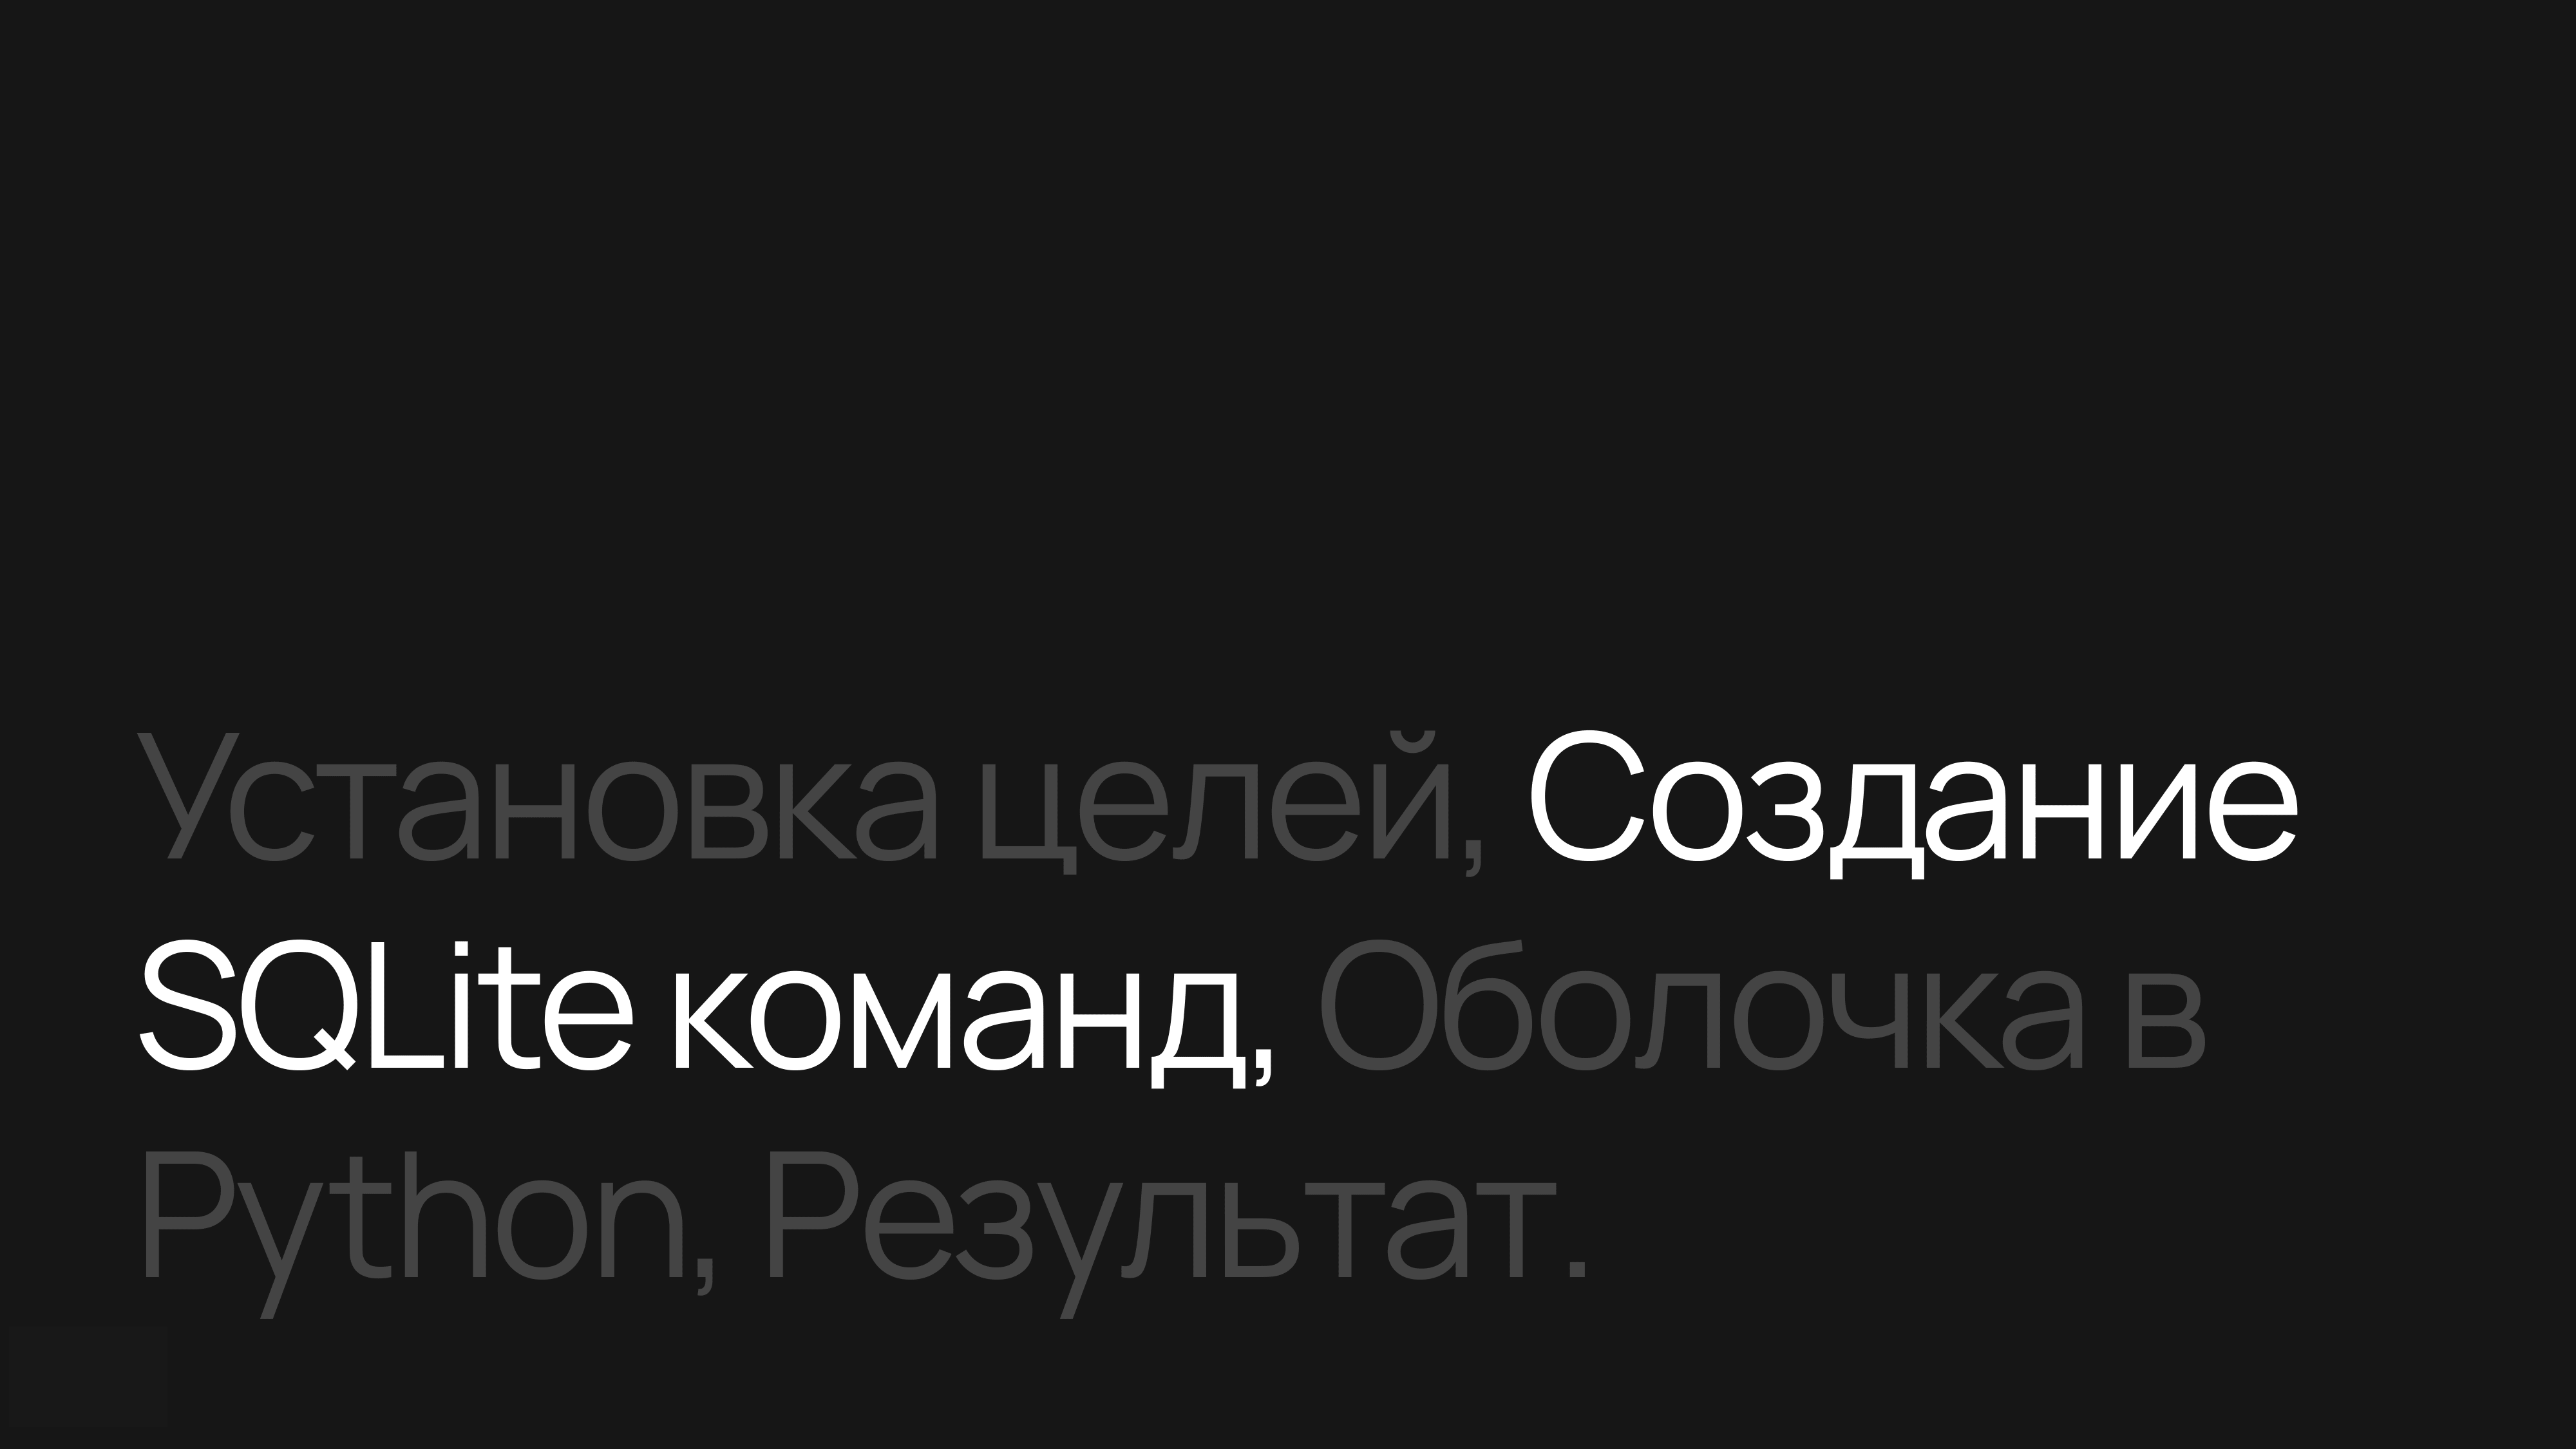 Установка целей, Создание
SQLite команд, Оболочка в
Python, Результат.